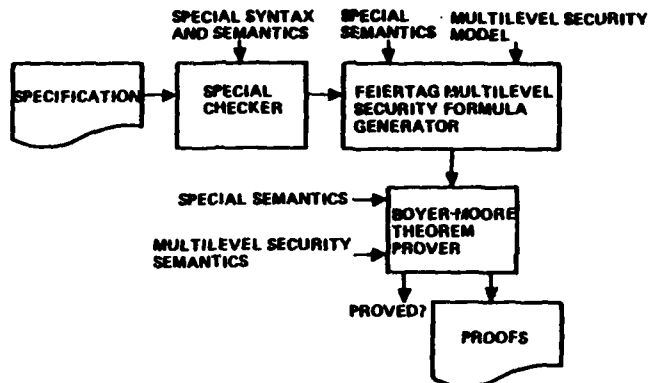 SPECIAL SYNTAX
AND SEMANTICS
SPECIAL
SEMANTICS
MULTILEVEL SECURITY
MODEL
SPECIFICATION
SPECIAL
CHECKER
FEIERTAG MULTILEVEL
SECURITY FORMULA
GENERATOR
SPECIAL SEMANTICS
MULTILEVEL SECURITY
SEMANTICS
BOYER-MOORE
THEOREM
PROVER
PROVED?
PROOFS